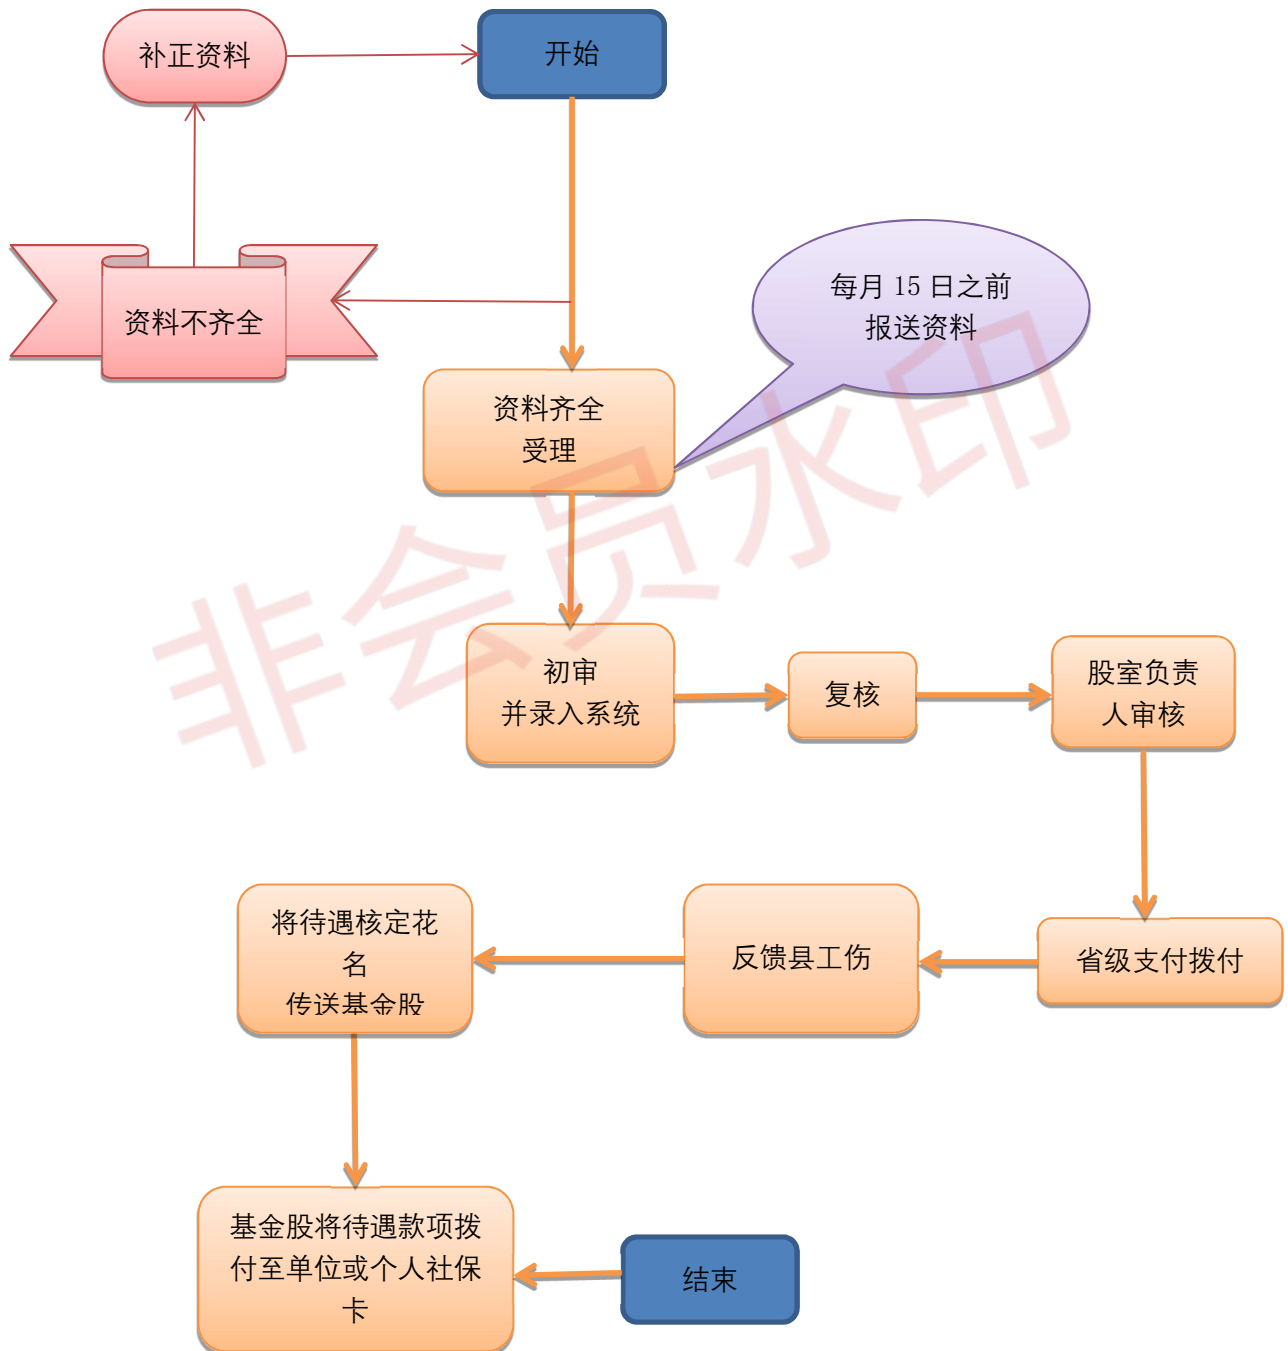 补正资料
开始
资料不齐全
每月 15 日之前
报送资料
资料齐全
受理
初审
并录入系统
复核
股室负责
人审核
将待遇核定花
名
传送基金股
反馈县工伤
省级支付拨付
基金股将待遇款项拨
付至单位或个人社保
卡
结束
非会员水印